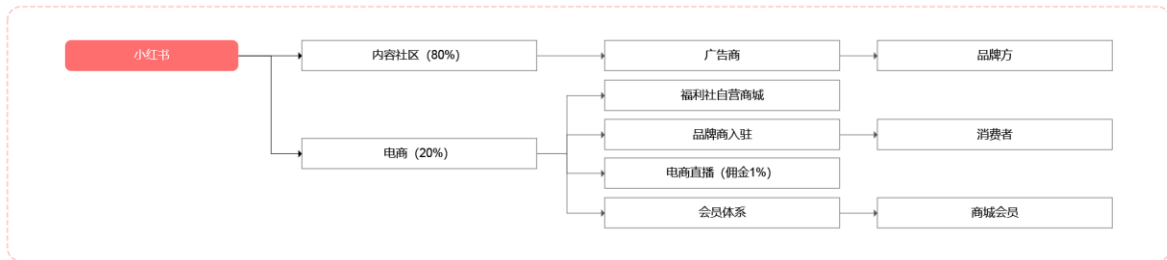 小红书
内容社区（80%）
广告商
品牌方
福利社自营商城
品牌商入驻
消费者
电商（20%）
电商直播（佣金1%）
会员体系
商城会员